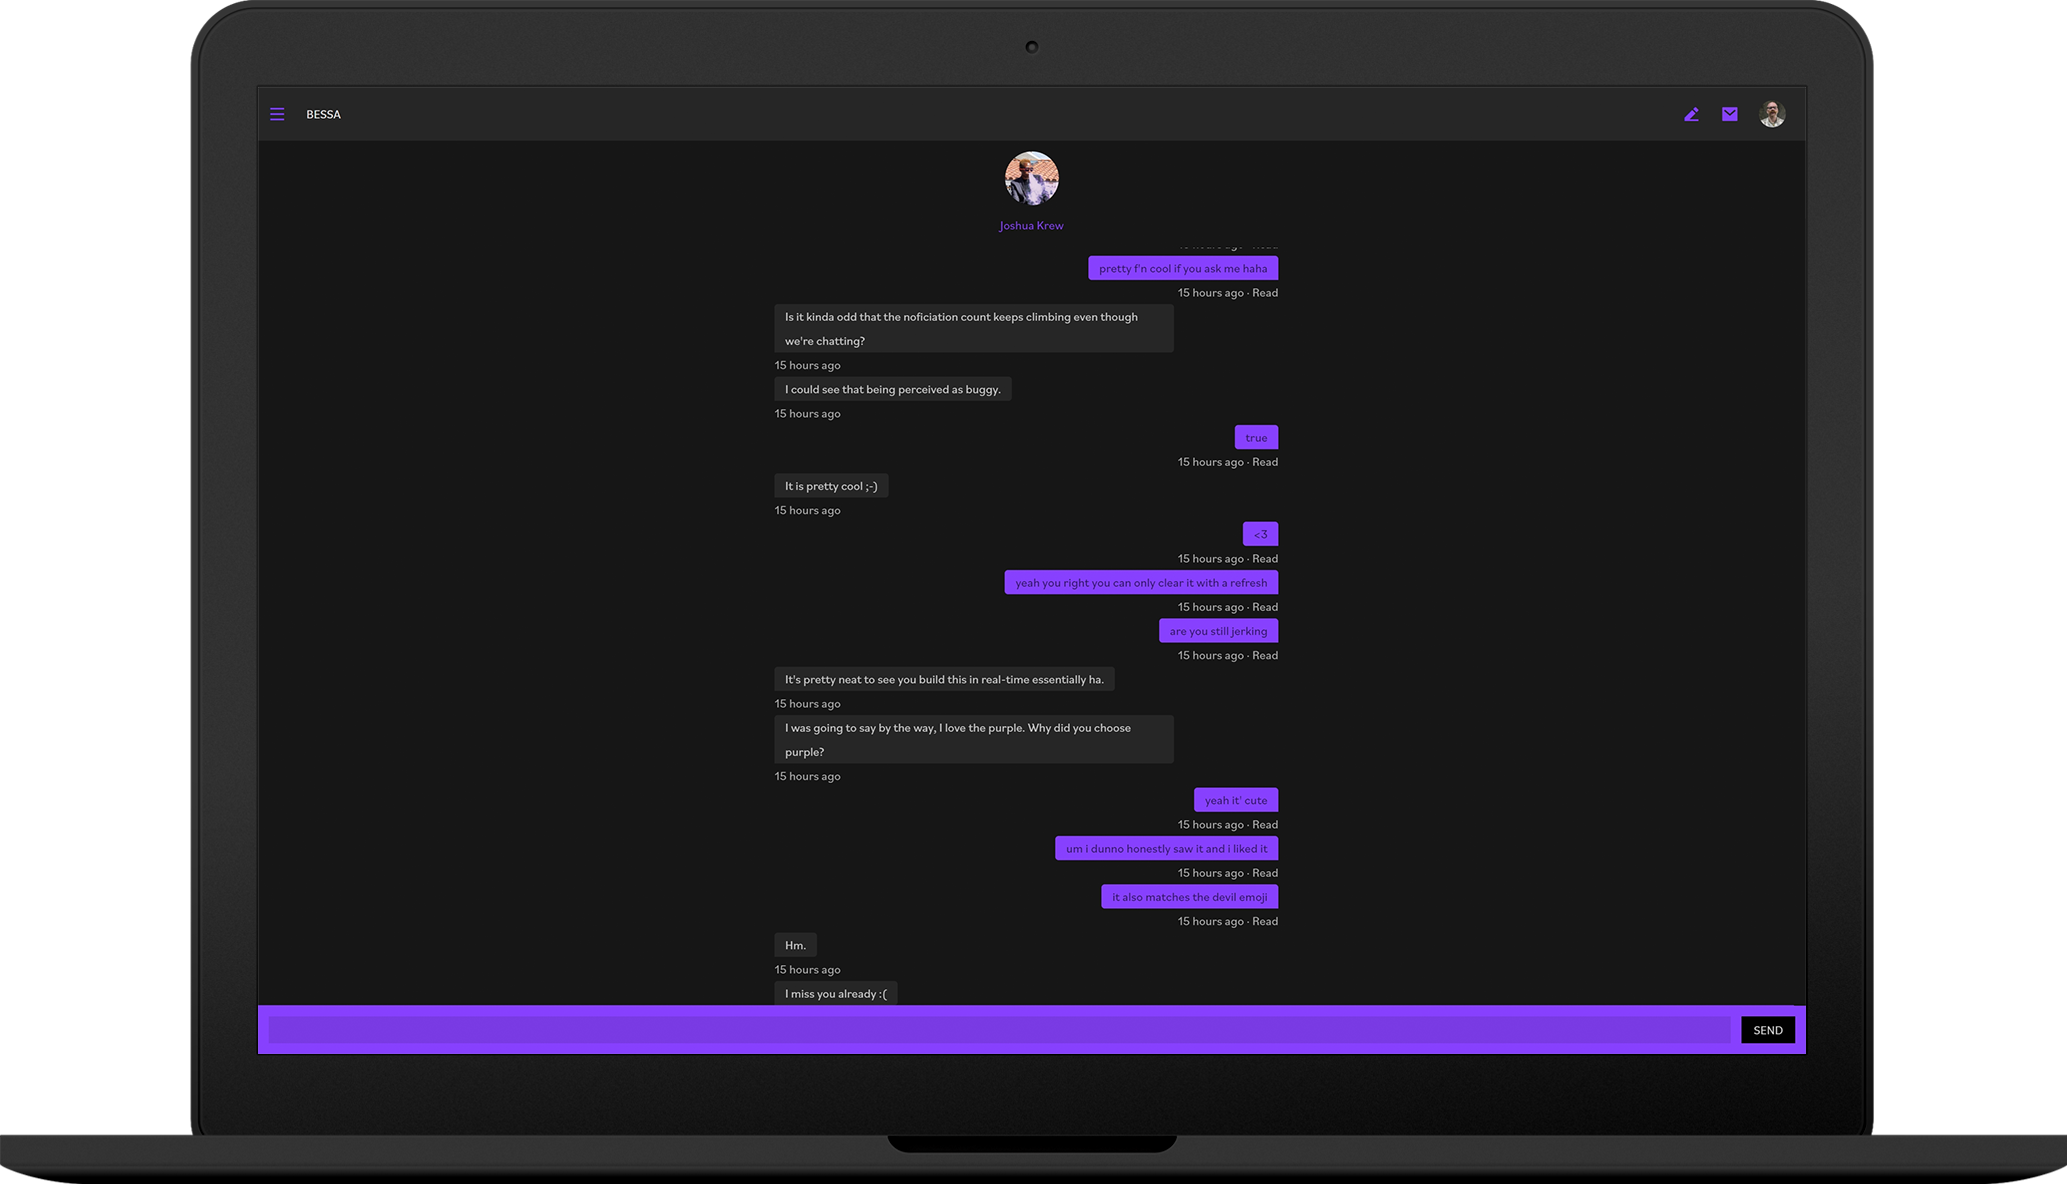 BESSA
Joshua Krew
15 hours ago · Read
pretty f'n cool if you ask me haha
15 hours ago · Read
Is it kinda odd that the noficiation count keeps climbing even though
we're chatting?
15 hours ago
I could see that being perceived as buggy.
15 hours ago
true
15 hours ago · Read
It is pretty cool ;-)
15 hours ago
<3
15 hours ago · Read
yeah you right you can only clear it with a refresh
15 hours ago · Read
are you still jerking
15 hours ago · Read
It's pretty neat to see you build this in real-time essentially ha.
15 hours ago
I was going to say by the way, I love the purple. Why did you choose
purple?
15 hours ago
yeah it' cute
15 hours ago · Read
um i dunno honestly saw it and i liked it
15 hours ago · Read
it also matches the devil emoji
15 hours ago · Read
Hm.
15 hours ago
I miss you already :(
SEND